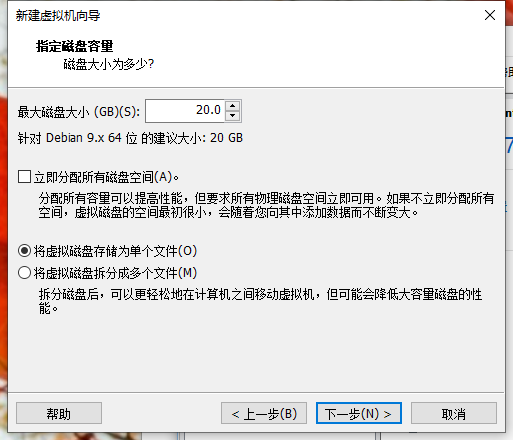 新建虚拟机向导
指定磁盘容量
磁盘大小为多少?
最大磁盘大小 (GB)(S): 20.0
针对 Debian 9.x 64 位 的建议大小: 20 GB
立即分配所有磁盘空间(A)。
分配所有容量可以提高性能，但要求所有物理磁盘空间立即可用。如果不立即分配所有
空间，虚拟磁盘的空间最初很小，会随着您向其中添加数据而不断变大。
将虚拟磁盘存储为单个文件(O)
将虚拟磁盘拆分成多个文件(M)
拆分磁盘后，可以更轻松地在计算机之间移动虚拟机，但可能会降低大容量磁盘的性
能。
帮助 < 上一步(B) 下一步(N) > 取消